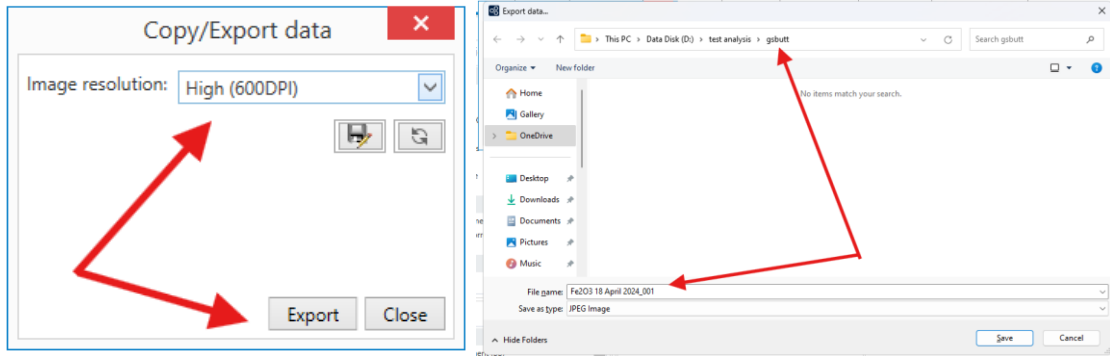 Copy/Export data
Image resolution: High (600DPI)
Export Close
Export data...
This PC > Data Disk (D:) > test analysis > gsbutt
Search gsbutt
Organize New folder
Home
No items match your search.
Gallery
OneDrive
Desktop
Downloads
Documents
Pictures
Music
File name: Fe2O3 18 April 2024_001
Save as type: JPEG Image
Hide Folders Save Cancel